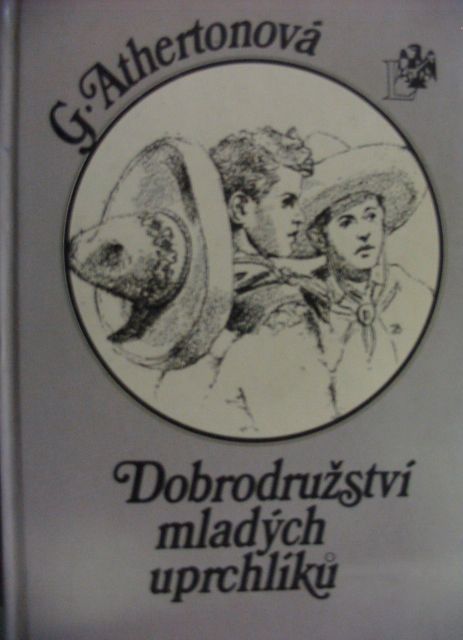 G. Athertonová
L
Dobrodružství
mladých
uprchlíků